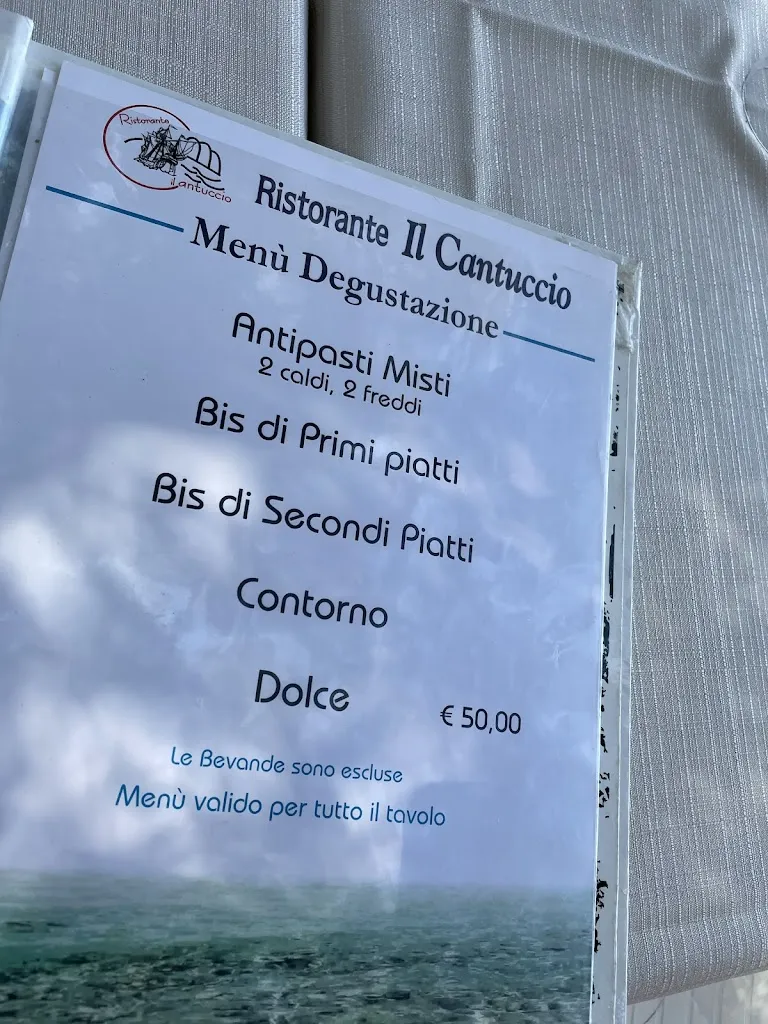 Ristorante
il Cantuccio
Ristorante Il Cantuccio
Menù Degustazione
Antipasti Misti
2 caldi, 2 freddi
Bis di Primi piatti
Bis di Secondi Piatti
Contorno
Dolce
€ 50,00
Le Bevande sono escluse
Menù valido per tutto il tavolo